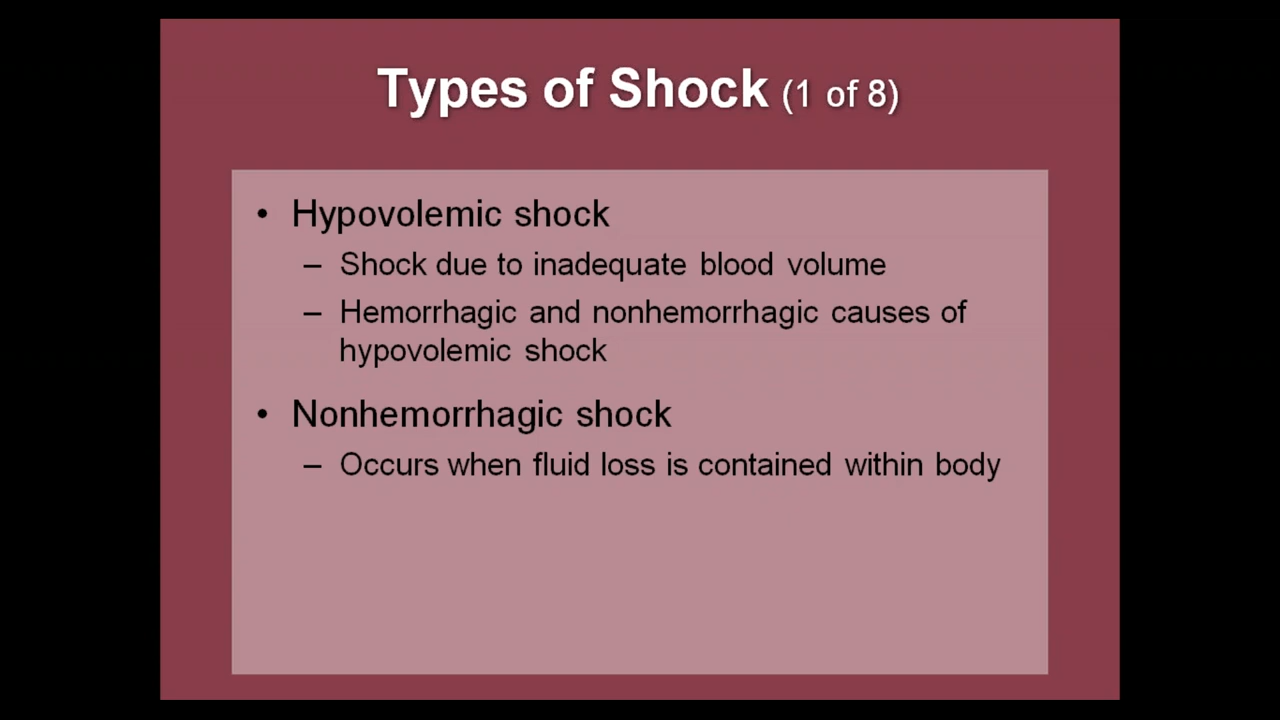 Types of Shock (1 of 8)
• Hypovolemic shock
– Shock due to inadequate blood volume
– Hemorrhagic and nonhemorrhagic causes of
hypovolemic shock
• Nonhemorrhagic shock
– Occurs when fluid loss is contained within body